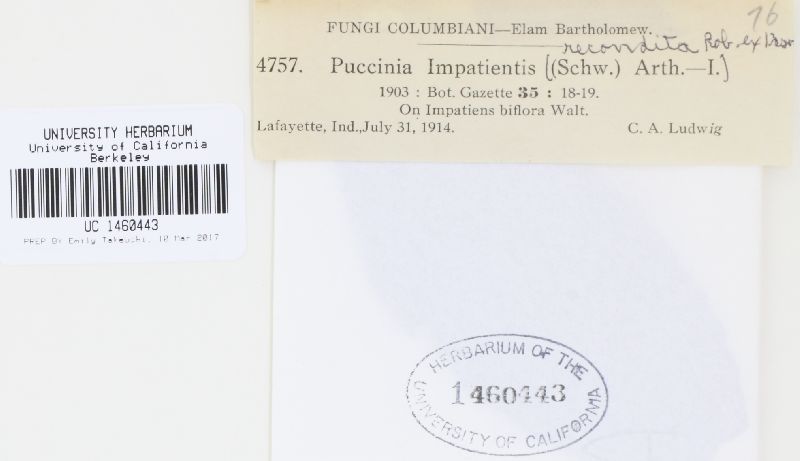 76
FUNGI COLUMBIANI—Elam Bartholomew.
recondita Rob. ex Desm
4757. Puccinia Impatientis [(Schw.) Arth.—I.]
1903 : Bot. Gazette 35 : 18-19.
On Impatiens biflora Walt.
Lafayette, Ind., July 31, 1914. C. A. Ludwig
UNIVERSITY HERBARIUM
University of California
Berkeley
UC 1460443
PREP BY Emily Takeuchi, 10 Mar 2017
HERBARIUM OF THE
1460443
UNIVERSITY OF CALIFORNIA